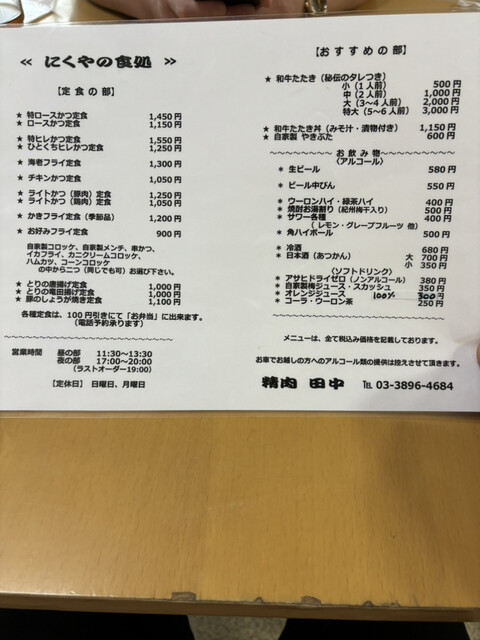 ≪ にくやの食処 ≫
【定食の部】
★ 特ロースかつ定食 1,450円
★ ロースかつ定食 1,150円
★ 特ヒレかつ定食 1,550円
★ ひとくちヒレかつ定食 1,150円
★ 海老フライ定食 1,300円
★ チキンかつ定食 1,050円
★ ライトかつ（豚肉）定食 1,250円
★ ライトかつ（鶏肉）定食 1,050円
★ かきフライ定食（季節品） 1,200円
★ お好みフライ定食 900円
自家製コロッケ、自家製メンチ、串かつ、
イカフライ、カニクリームコロッケ、
ハムカツ、コーンコロッケ
の中から二つ（同じでも可）お選び下さい。
★ とりの唐揚げ定食 1,000円
★ とりの竜田揚げ定食 1,000円
★ 豚のしょうが焼き定食 1,100円
各種定食は、100円引きにて「お弁当」に出来ます。
（電話予約承ります）
営業時間 昼の部 11:30~13:30
夜の部 17:00~20:00
（ラストオーダー19:00）
【定休日】 日曜日、月曜日
【おすすめの部】
★ 和牛たたき（秘伝のタレつき）
小（1人前） 500円
中（2人前） 1,000円
大（3~4人前） 2,000円
特大（5~6人前） 3,000円
★ 和牛たたき丼（みそ汁・漬物付き） 1,150円
★ 自家製 やきぶた 600円
~~~~~~~~お飲み物~~~~~~~~
〈アルコール〉
* 生ビール 580円
* ビール中びん 550円
* ウーロンハイ・緑茶ハイ 400円
* 焼酎お湯割り（紀州梅干入り） 500円
* サワー各種 400円
（レモン・グレープフルーツ 他）
* 角ハイボール 500円
* 冷酒 680円
* 日本酒（あつかん） 大 700円
小 350円
〈ソフトドリンク〉
* アサヒドライゼロ（ノンアルコール） 380円
* 自家製梅ジュース・スカッシュ 350円
* オレンジジュース 100% 300円
* コーラ・ウーロン茶 250円
メニューは、全て税込み価格を記載しております。
お車でお越しの方へのアルコール類の提供は控えさせて頂きます。
精肉 田中 ℡ 03-3896-4684